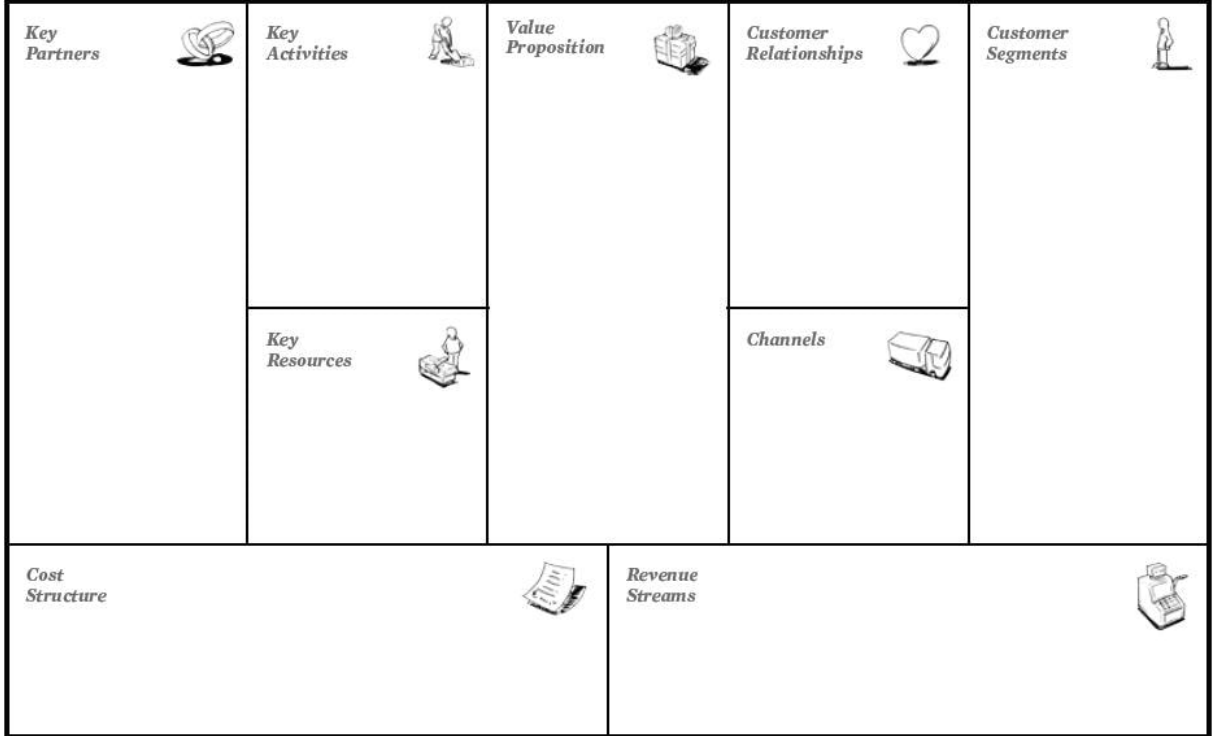 Key
Partners
Key
Activities
Value
Proposition
Customer
Relationships
Customer
Segments
Key
Resources
Channels
Cost
Structure
Revenue
Streams